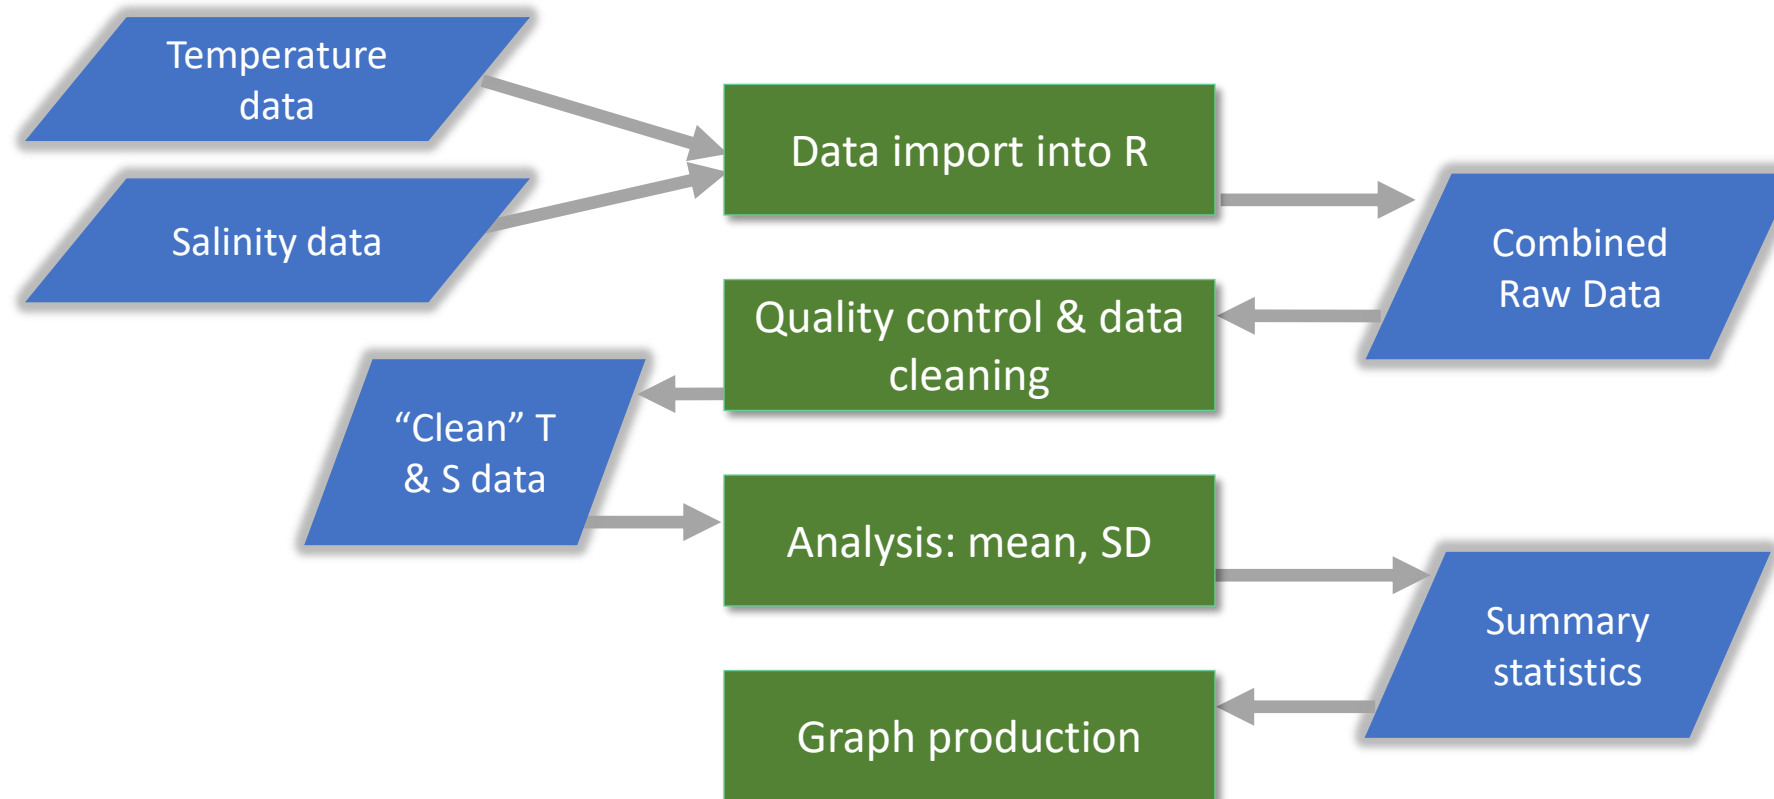 Temperature
data
Data import into R
Salinity data
Combined
Raw Data
Quality control & data
cleaning
“Clean” T
& S data
Analysis: mean, SD
Summary
statistics
Graph production